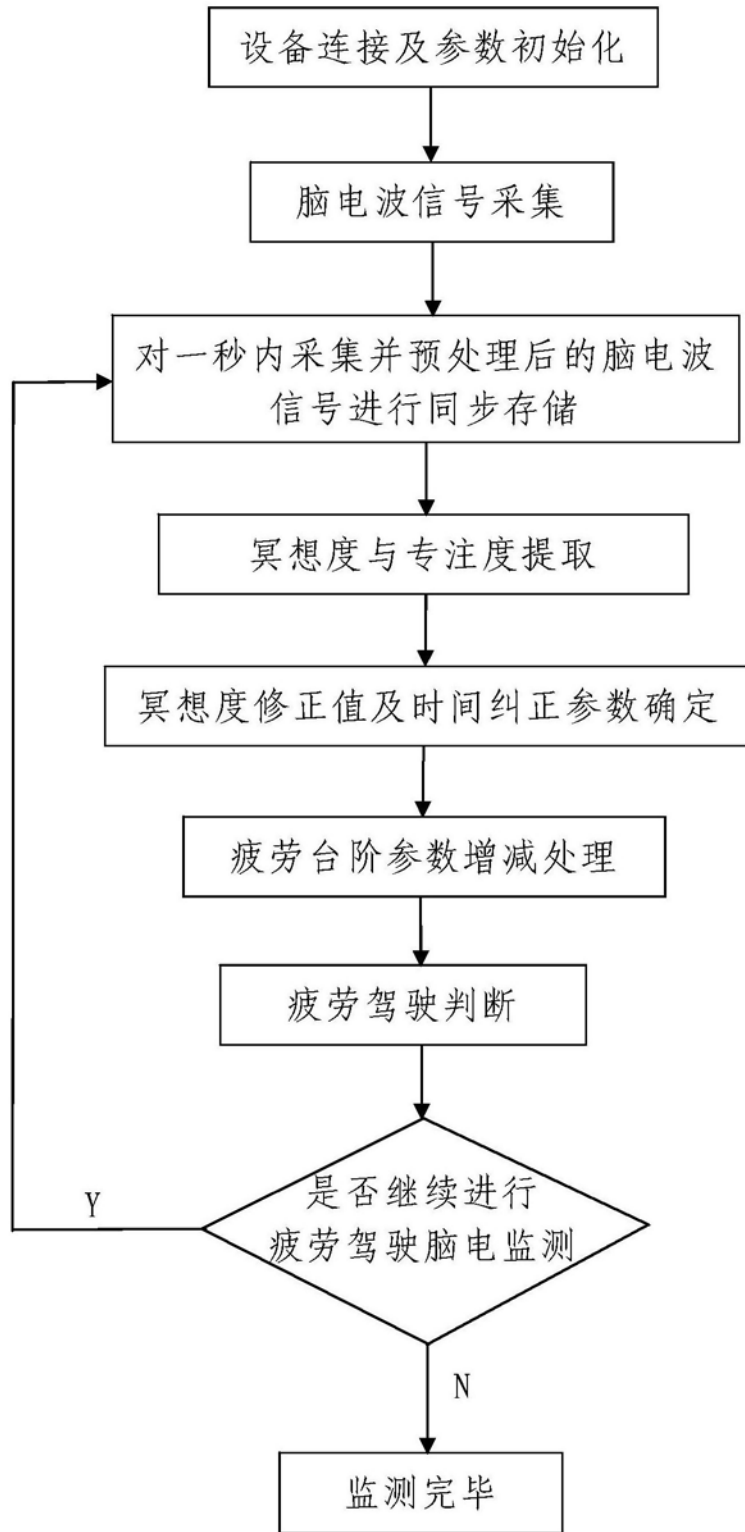 设备连接及参数初始化
脑电波信号采集
对一秒内采集并预处理后的脑电波
信号进行同步存储
冥想度与专注度提取
冥想度修正值及时间纠正参数确定
疲劳台阶参数增减处理
疲劳驾驶判断
是否继续进行
疲劳驾驶脑电监测
Y
N
监测完毕